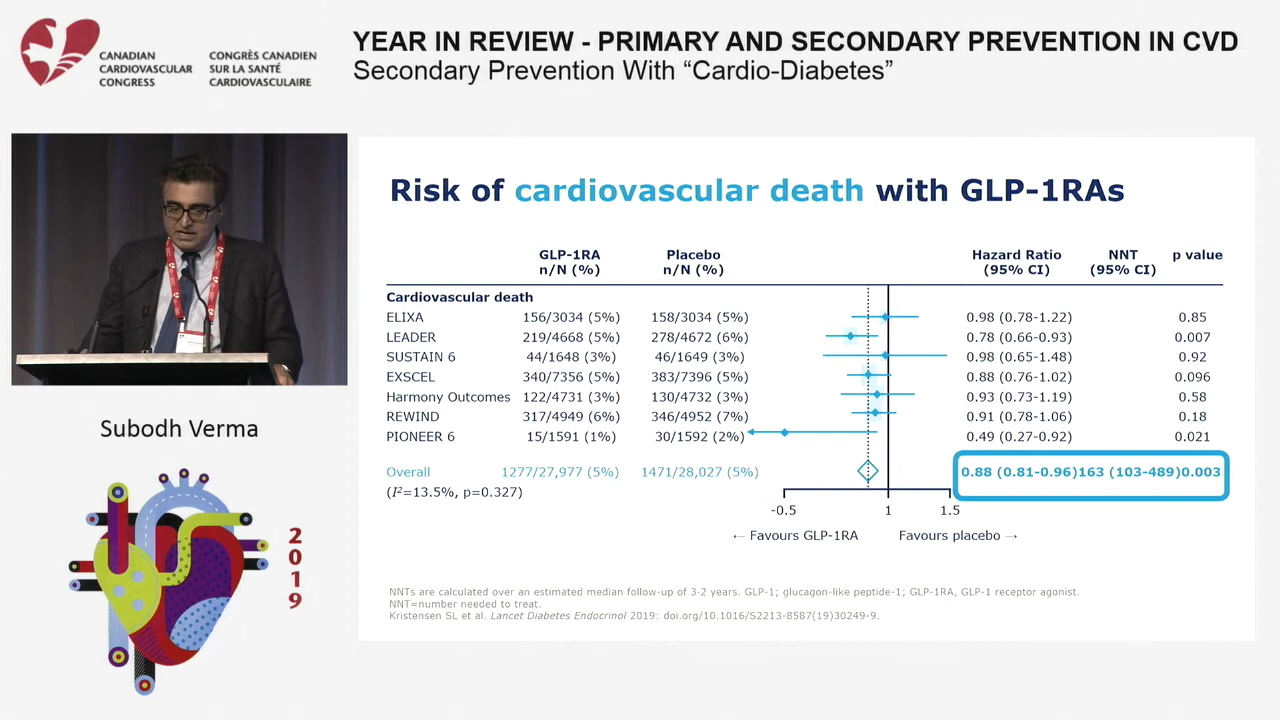 CANADIAN
CARDIOVASCULAR
CONGRESS
CONGRÈS CANADIEN
SUR LA SANTÉ
CARDIOVASCULAIRE
YEAR IN REVIEW - PRIMARY AND SECONDARY PREVENTION IN CVD
Secondary Prevention With “Cardio-Diabetes”
Subodh Verma
2019
Risk of cardiovascular death with GLP-1RAs
GLP-1RA Placebo Hazard Ratio NNT p value
n/N (%) n/N (%) (95% CI) (95% CI)
Cardiovascular death
ELIXA 156/3034 (5%) 158/3034 (5%) 0.98 (0.78-1.22) 0.85
LEADER 219/4668 (5%) 278/4672 (6%) 0.78 (0.66-0.93) 0.007
SUSTAIN 6 44/1648 (3%) 46/1649 (3%) 0.98 (0.65-1.48) 0.92
EXSCEL 340/7356 (5%) 383/7396 (5%) 0.88 (0.76-1.02) 0.096
Harmony Outcomes 122/4731 (3%) 130/4732 (3%) 0.93 (0.73-1.19) 0.58
REWIND 317/4949 (6%) 346/4952 (7%) 0.91 (0.78-1.06) 0.18
PIONEER 6 15/1591 (1%) 30/1592 (2%) 0.49 (0.27-0.92) 0.021
Overall 1277/27,977 (5%) 1471/28,027 (5%) 0.88 (0.81-0.96) 163 (103-489) 0.003
(I²=13.5%, p=0.327)
-0.5 1 1.5
← Favours GLP-1RA Favours placebo →
NNTs are calculated over an estimated median follow-up of 3·2 years. GLP-1; glucagon-like peptide-1; GLP-1RA, GLP-1 receptor agonist.
NNT=number needed to treat.
Kristensen SL et al. Lancet Diabetes Endocrinol 2019: doi.org/10.1016/S2213-8587(19)30249-9.